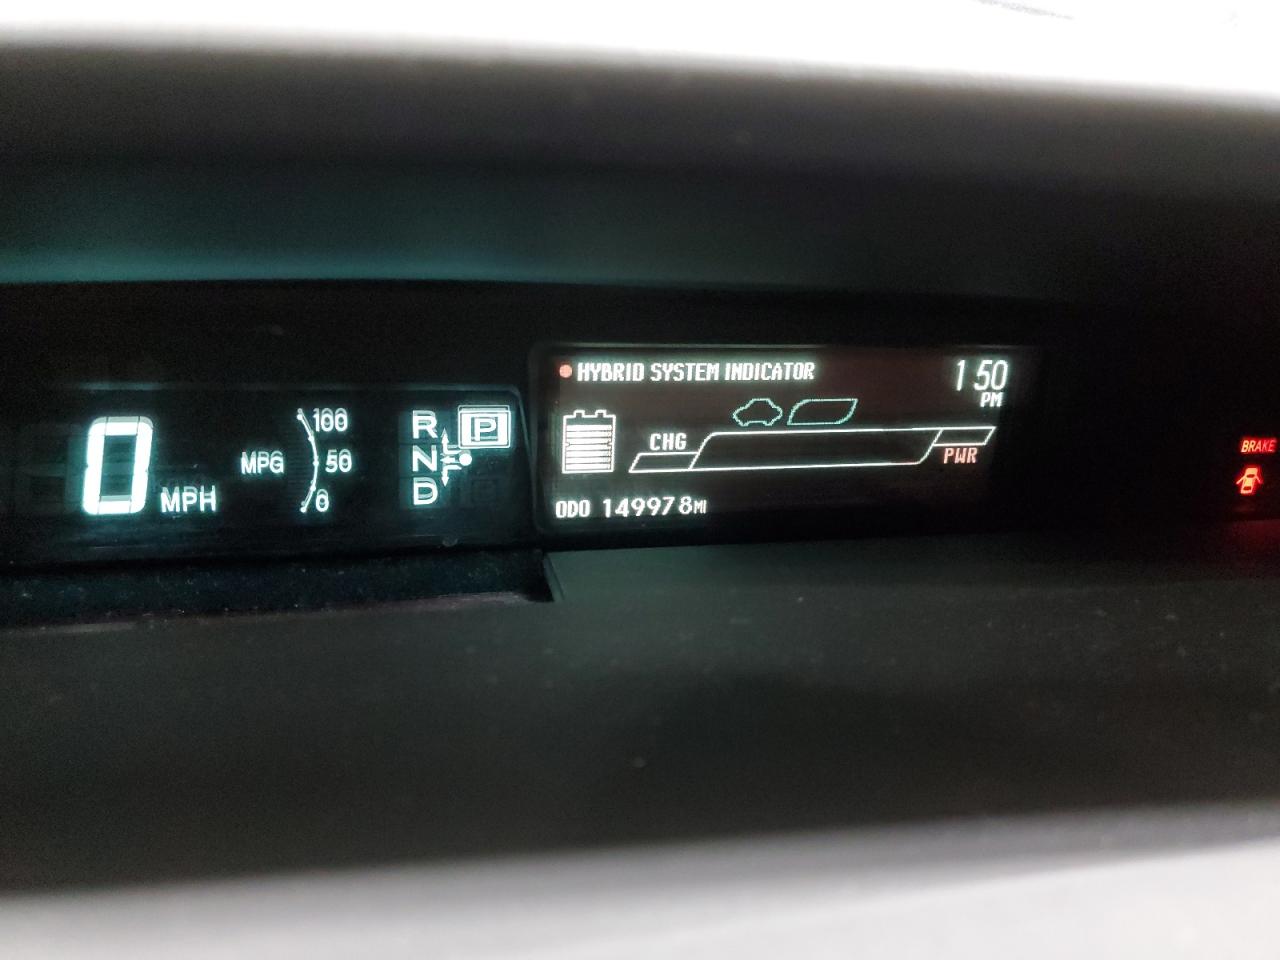 0 MPH
MPG
100
50
0
R
N
D
P
HYBRID SYSTEM INDICATOR
1 50
PM
CHG
PWR
ODO 149978MI
BRAKE